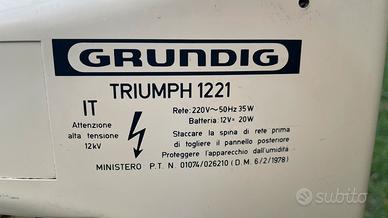 GRUNDIG
TRIUMPH 1221
IT
Rete: 220V~50Hz 35W
Batteria: 12V= 20W
Attenzione
alta tensione
12kV
Staccare la spina di rete prima
di togliere il pannello posteriore
Proteggere l'apparecchio dall'umidita
MINISTERO P.T. N. 01074/026210 (D.M. 6/2/1978)
subito